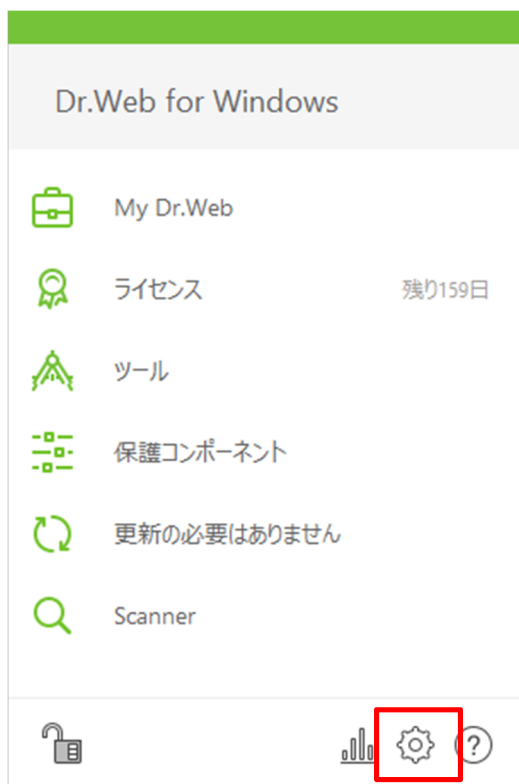 Dr.Web for Windows
My Dr.Web
ライセンス 残り159日
ツール
保護コンポーネント
更新の必要はありません
Scanner
?